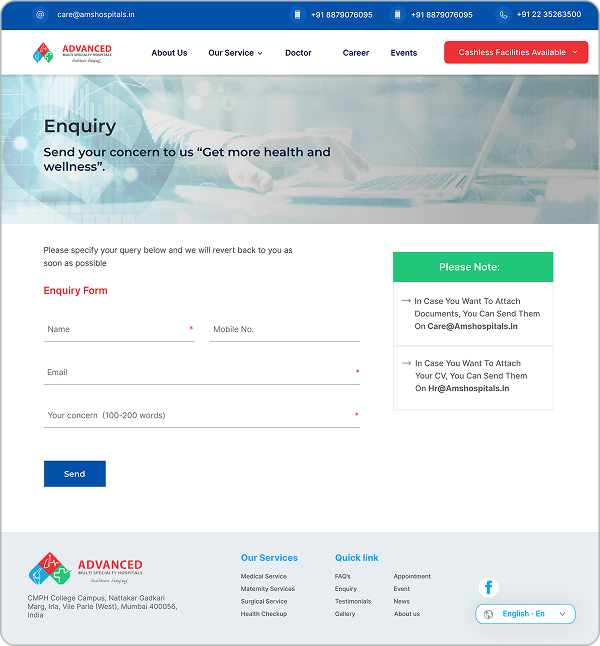 care@amshospitals.in
+91 8879076095
+91 8879076095
+91 22 35263500
ADVANCED
MULTI SPECIALTY HOSPITALS
healthcare. Everyday!
About Us
Our Service
Doctor
Career
Events
Cashless Facilities Available
Enquiry
Send your concern to us “Get more health and
wellness”.
Please specify your query below and we will revert back to you as
soon as possible
Enquiry Form
Name *
Mobile No.
Email *
Your concern (100-200 words) *
Send
Please Note:
In Case You Want To Attach
Documents, You Can Send Them
On Care@Amshospitals.In
In Case You Want To Attach
Your CV, You Can Send Them
On Hr@Amshospitals.In
ADVANCED
MULTI SPECIALTY HOSPITALS
CMPH College Campus, Nattakar Gadkari
Marg, Irla, Vile Parle (West), Mumbai 400056,
India
Our Services
Medical Service
Maternity Services
Surgical Service
Health Checkup
Quick link
FAQ's
Enquiry
Testimonials
Gallery
Appointment
Event
News
About us
English - En